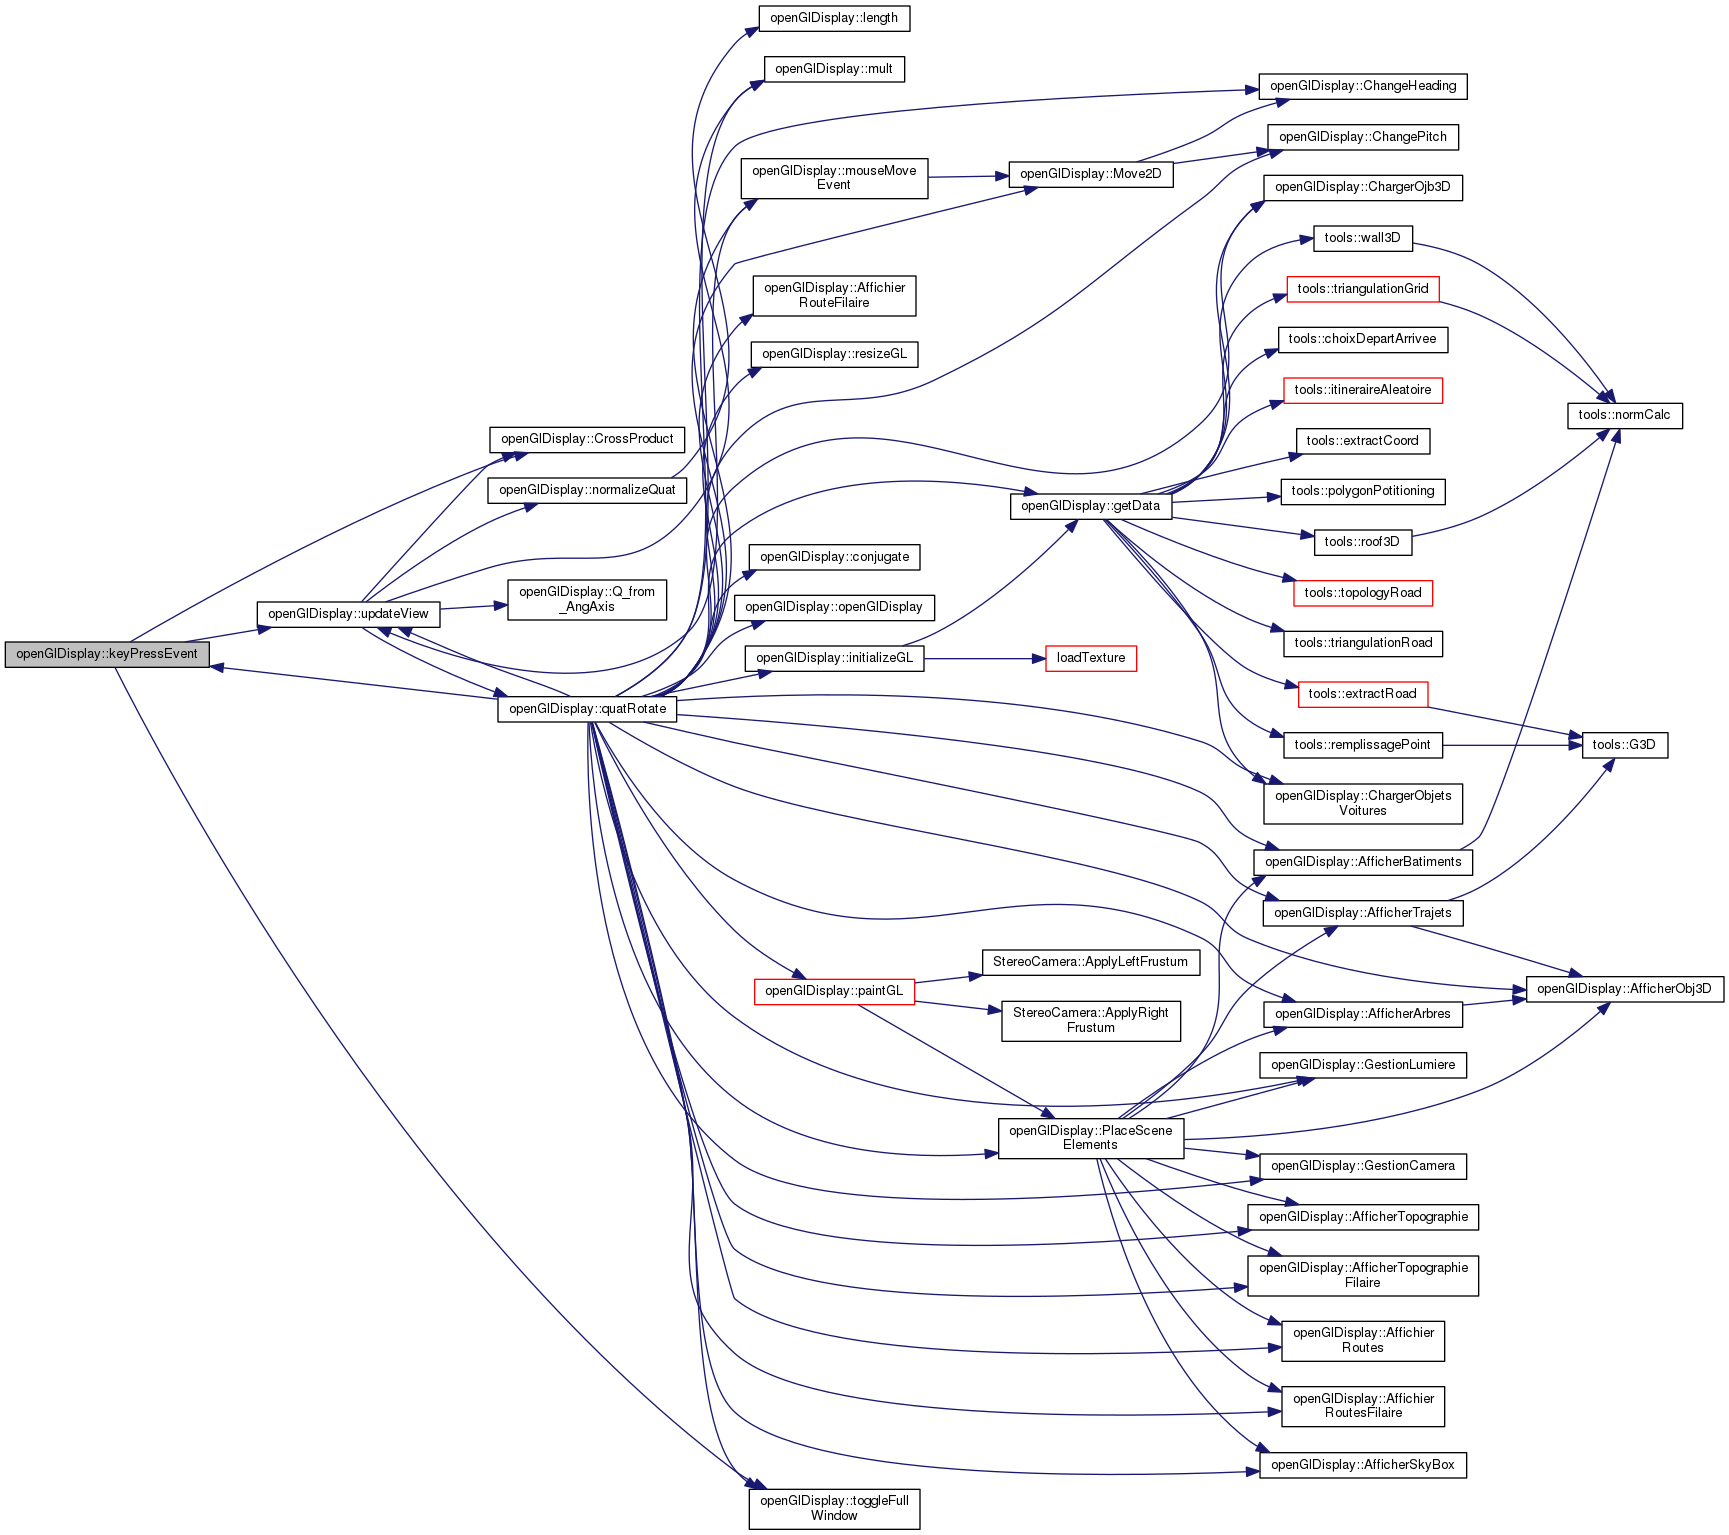 openGlDisplay::keyPressEvent
openGlDisplay::updateView
openGlDisplay::CrossProduct
openGlDisplay::normalizeQuat
openGlDisplay::Q_from
_AngAxis
openGlDisplay::quatRotate
openGlDisplay::length
openGlDisplay::mult
openGlDisplay::mouseMove
Event
openGlDisplay::Affichier
RouteFilaire
openGlDisplay::resizeGL
openGlDisplay::conjugate
openGlDisplay::openGlDisplay
openGlDisplay::initializeGL
openGlDisplay::paintGL
openGlDisplay::toggleFull
Window
openGlDisplay::Move2D
openGlDisplay::getData
loadTexture
StereoCamera::ApplyLeftFrustum
StereoCamera::ApplyRight
Frustum
openGlDisplay::PlaceScene
Elements
openGlDisplay::ChangeHeading
openGlDisplay::ChangePitch
openGlDisplay::ChargerOjb3D
tools::wall3D
tools::triangulationGrid
tools::choixDepartArrivee
tools::itineraireAleatoire
tools::extractCoord
tools::polygonPotitioning
tools::roof3D
tools::topologyRoad
tools::triangulationRoad
tools::extractRoad
tools::remplissagePoint
openGlDisplay::ChargerObjets
Voitures
openGlDisplay::AfficherBatiments
openGlDisplay::AfficherTrajets
openGlDisplay::AfficherArbres
openGlDisplay::GestionLumiere
openGlDisplay::GestionCamera
openGlDisplay::AfficherTopographie
openGlDisplay::AfficherTopographie
Filaire
openGlDisplay::Affichier
Routes
openGlDisplay::Affichier
RoutesFilaire
openGlDisplay::AfficherSkyBox
tools::normCalc
tools::G3D
openGlDisplay::AfficherObj3D